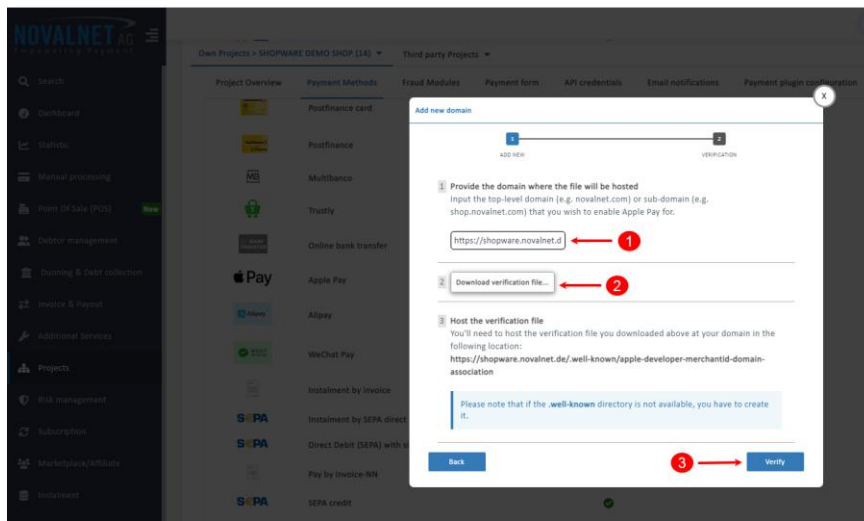 NOVALNET AG
Empowering Payment
Own Projects > SHOPWARE DEMO SHOP (14)
Third party Projects
Search
Dashboard
Statistic
Manual processing
Point Of Sale (POS)
New
Debtor management
Dunning & Debt collection
Invoice & Payout
Additional Services
Projects
Risk management
Subscription
Marketplace/Affiliate
Instalment
Project Overview
Payment Methods
Fraud Modules
Payment form
API credentials
Email notifications
Payment plugin configuration
Postfinance card
Postfinance
MB
Multibanco
Trustly
Online bank transfer
Pay
Apple Pay
Alipay
Alipay
WeChat Pay
Instalment by Invoice
SEPA
Instalment by SEPA direct
SEPA
Direct Debit (SEPA) with
Pay by Invoice-NN
SEPA
SEPA credit
X
Add new domain
1
2
ADD NEW
VERIFICATION
1 Provide the domain where the file will be hosted
Input the top-level domain (e.g. novalnet.com) or sub-domain (e.g.
shop.novalnet.com) that you wish to enable Apple Pay for.
https://shopware.novalnet.d
1
2 Download verification file...
2
3 Host the verification file
You'll need to host the verification file you downloaded above at your domain in the
following location:
https://shopware.novalnet.de/.well-known/apple-developer-merchantid-domain-
association
Please note that if the .well-known directory is not available, you have to create
it.
Back
3
Verify